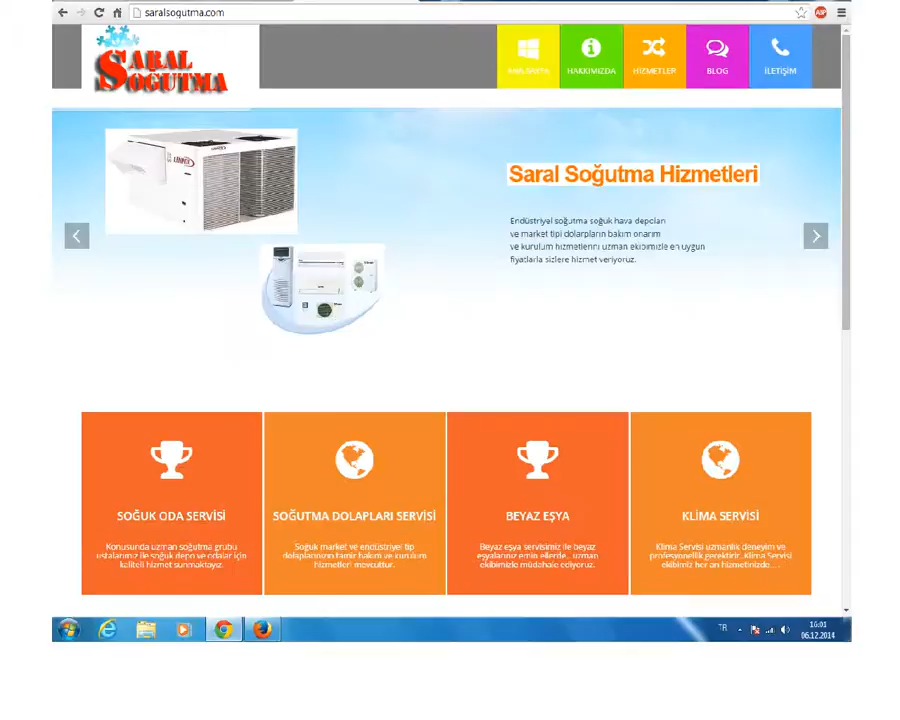 saralsogutma.com
ABP
SARAL
SOĞUTMA
ANASAYFA
HAKKIMIZDA
HİZMETLER
BLOG
İLETİŞİM
LENNOX
Saral Soğutma Hizmetleri
Endüstriyel soğutma soğuk hava depoları
ve market tipi dolarpların bakım onarım
ve kurulum hizmetlerini uzman ekibimizle en uygun
fiyatlarla sizlere hizmet veriyoruz.
SOĞUK ODA SERVİSİ
Konusunda uzman soğutma grubu
ustalarımız ile soğuk depo ve odalar için
kaliteli hizmet sunmaktayız.
SOĞUTMA DOLAPLARI SERVİSİ
Soğuk market ve endüstriyel tip
dolaplarınızın tamir bakım ve kurulum
hizmetleri mevcuttur.
BEYAZ EŞYA
Beyaz eşya servisimiz ile beyaz
eşyalarınız emin ellerde.. uzman
ekibimizle müdahale ediyoruz.
KLİMA SERVİSİ
Klima Servisi uzmanlık deneyim ve
profesyonellik gerektirir. Klima Servisi
ekibimiz her an hizmetinizde....
TR
16:01
06.12.2014